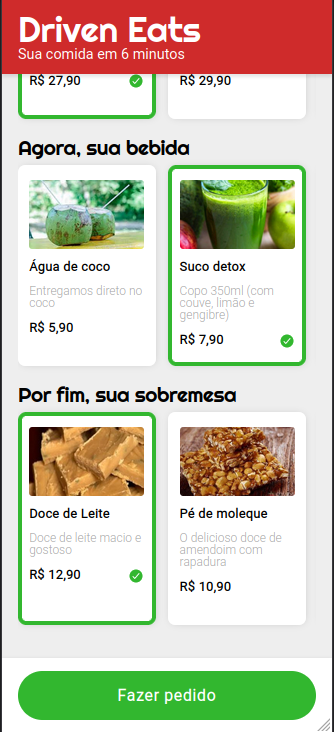 Driven Eats
Sua comida em 6 minutos
R$ 27,90
R$ 29,90
Agora, sua bebida
Água de coco
Entregamos direto no
coco
R$ 5,90
Suco detox
Copo 350ml (com
couve, limão e
gengibre)
R$ 7,90
Por fim, sua sobremesa
Doce de Leite
Doce de leite macio e
gostoso
R$ 12,90
Pé de moleque
O delicioso doce de
amendoim com
rapadura
R$ 10,90
Fazer pedido